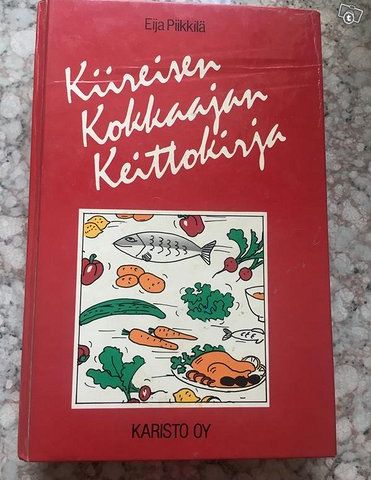 Eija Piikkilä
Kiireisen
Kokkaajan
Keittokirja
KARISTO OY